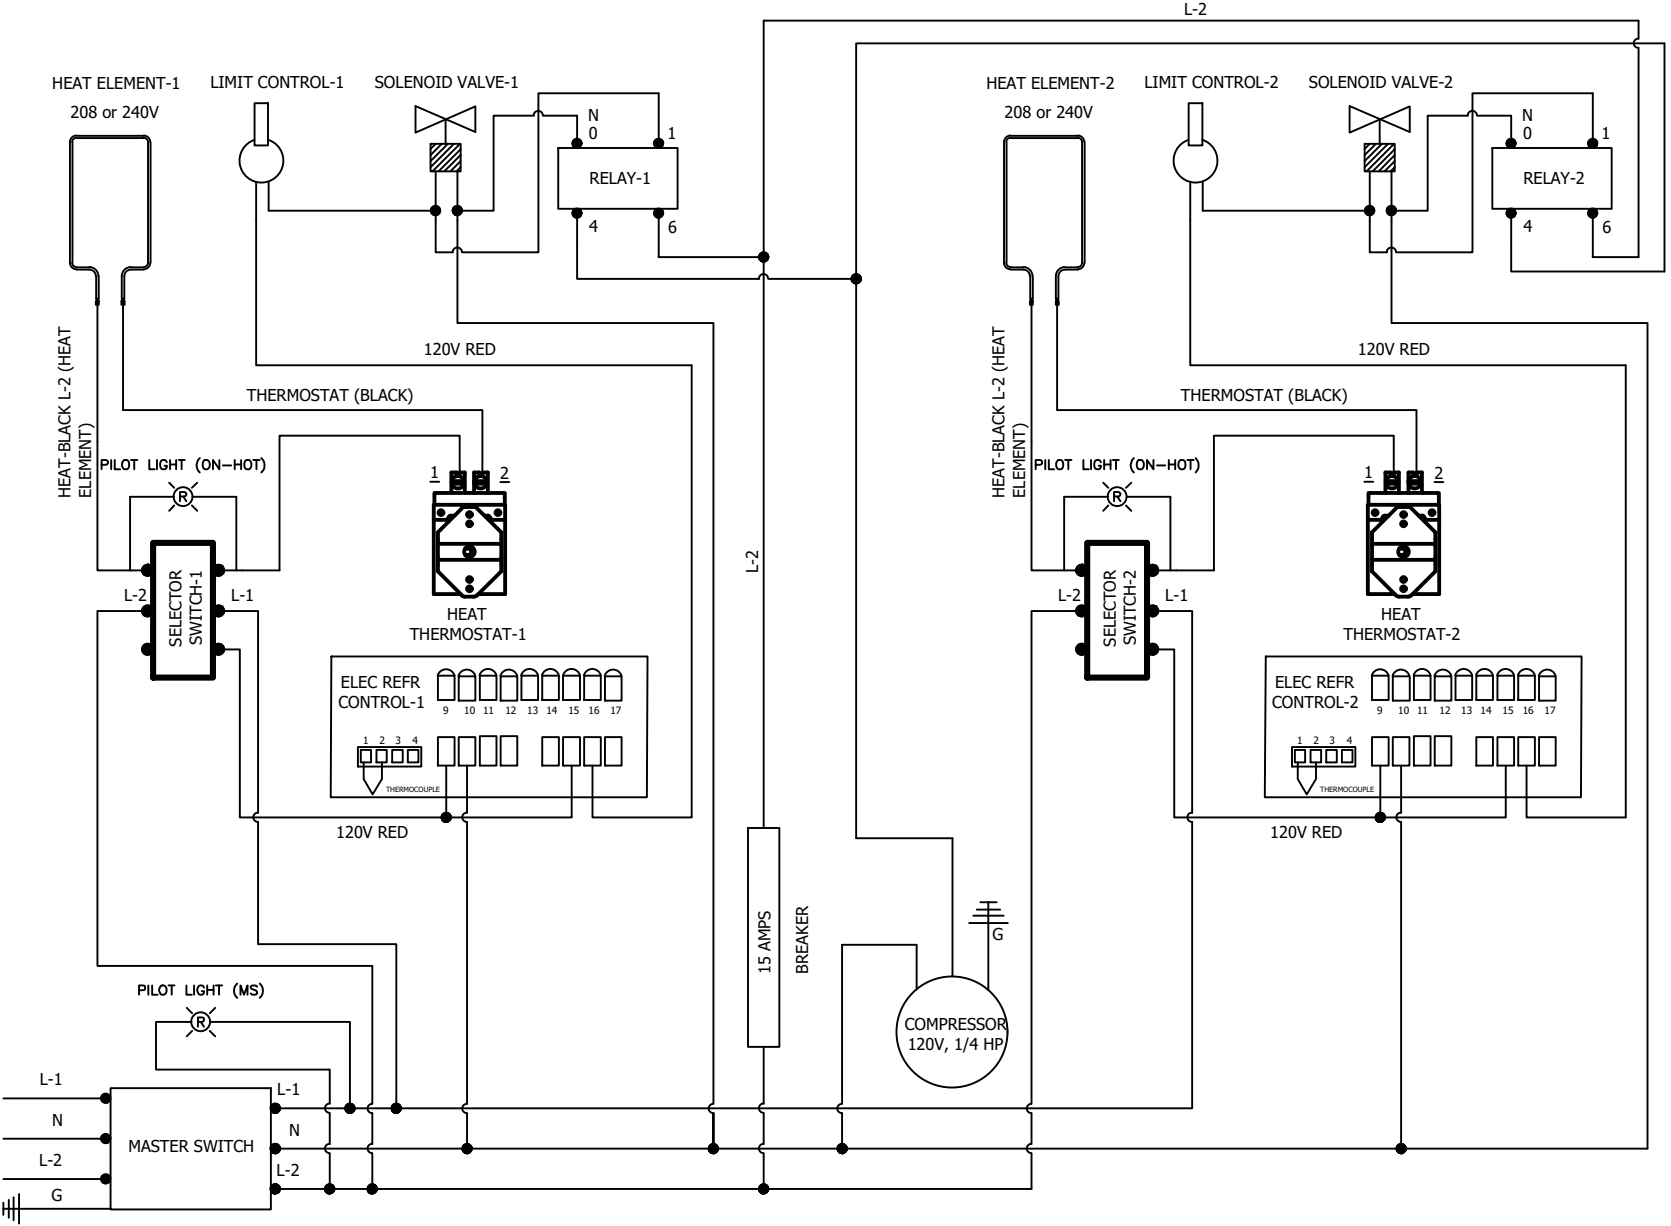 L-2
HEAT ELEMENT-1
208 or 240V
LIMIT CONTROL-1
SOLENOID VALVE-1
N
0
1
RELAY-1
4
6
HEAT ELEMENT-2
208 or 240V
LIMIT CONTROL-2
SOLENOID VALVE-2
N
0
1
RELAY-2
4
6
120V RED
THERMOSTAT (BLACK)
HEAT-BLACK L-2 (HEAT
ELEMENT)
PILOT LIGHT (ON-HOT)
R
1
2
L-2
L-1
SELECTOR
SWITCH-1
HEAT
THERMOSTAT-1
ELEC REFR
CONTROL-1
9 10 11 12 13 14 15 16 17
1 2 3 4
THERMOCOUPLE
120V RED
L-2
15 AMPS
BREAKER
120V RED
THERMOSTAT (BLACK)
HEAT-BLACK L-2 (HEAT
ELEMENT)
PILOT LIGHT (ON-HOT)
R
1
2
L-2
L-1
SELECTOR
SWITCH-2
HEAT
THERMOSTAT-2
ELEC REFR
CONTROL-2
9 10 11 12 13 14 15 16 17
1 2 3 4
THERMOCOUPLE
120V RED
G
COMPRESSOR
120V, 1/4 HP
PILOT LIGHT (MS)
R
L-1
N
L-2
G
MASTER SWITCH
L-1
N
L-2